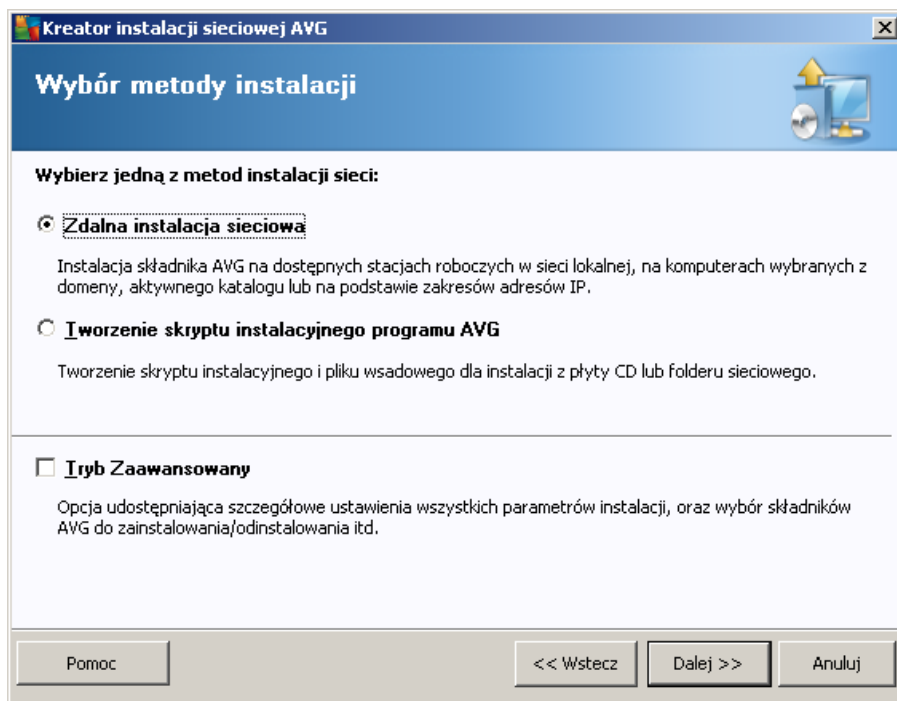 Kreator instalacji sieciowej AVG
Wybór metody instalacji
Wybierz jedną z metod instalacji sieci:
Zdalna instalacja sieciowa
Instalacja składnika AVG na dostępnych stacjach roboczych w sieci lokalnej, na komputerach wybranych z
domeny, aktywnego katalogu lub na podstawie zakresów adresów IP.
Tworzenie skryptu instalacyjnego programu AVG
Tworzenie skryptu instalacyjnego i pliku wsadowego dla instalacji z płyty CD lub folderu sieciowego.
Tryb Zaawansowany
Opcja udostępniająca szczegółowe ustawienia wszystkich parametrów instalacji, oraz wybór składników
AVG do zainstalowania/odinstalowania itd.
Pomoc
<< Wstecz
Dalej >>
Anuluj